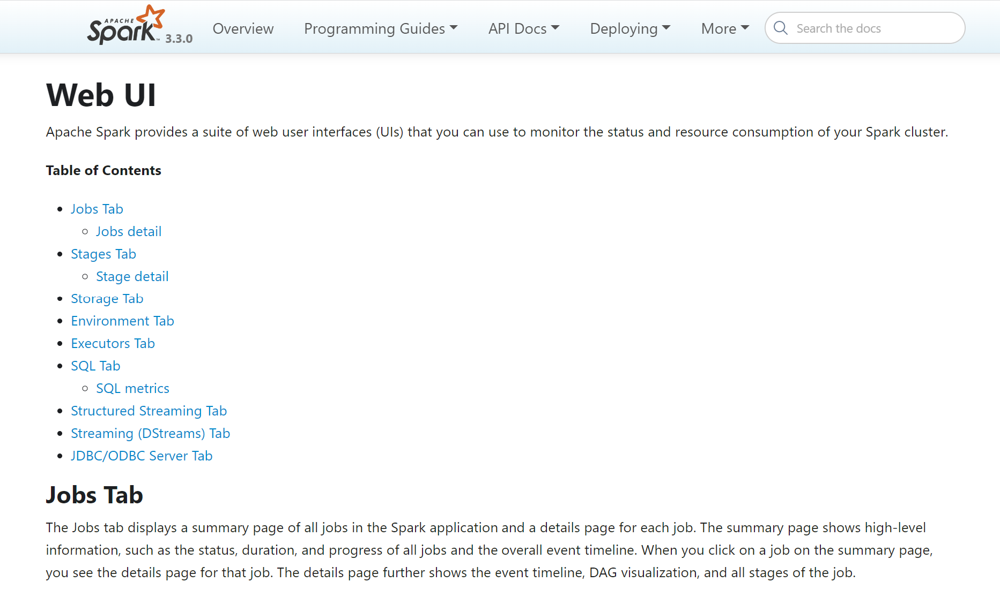 APACHE
Spark™ 3.3.0 Overview Programming Guides API Docs Deploying More Search the docs
Web UI
Apache Spark provides a suite of web user interfaces (UIs) that you can use to monitor the status and resource consumption of your Spark cluster.
Table of Contents
Jobs Tab
Jobs detail
Stages Tab
Stage detail
Storage Tab
Environment Tab
Executors Tab
SQL Tab
SQL metrics
Structured Streaming Tab
Streaming (DStreams) Tab
JDBC/ODBC Server Tab
Jobs Tab
The Jobs tab displays a summary page of all jobs in the Spark application and a details page for each job. The summary page shows high-level
information, such as the status, duration, and progress of all jobs and the overall event timeline. When you click on a job on the summary page,
you see the details page for that job. The details page further shows the event timeline, DAG visualization, and all stages of the job.